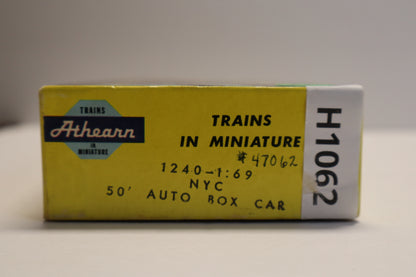 TRAINS
Athearn
IN
MINIATURE
TRAINS
IN MINIATURE
# 47062
1240-1:69
NYC
50' AUTO BOX CAR
H1062